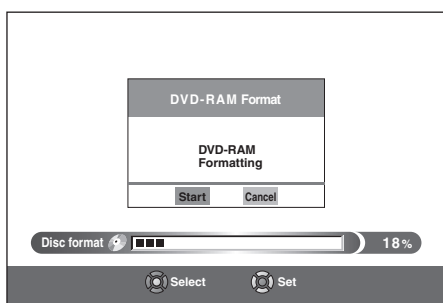 DVD-RAM Format
DVD-RAM
Formatting
Start Cancel
Disc format 18%
Select Set